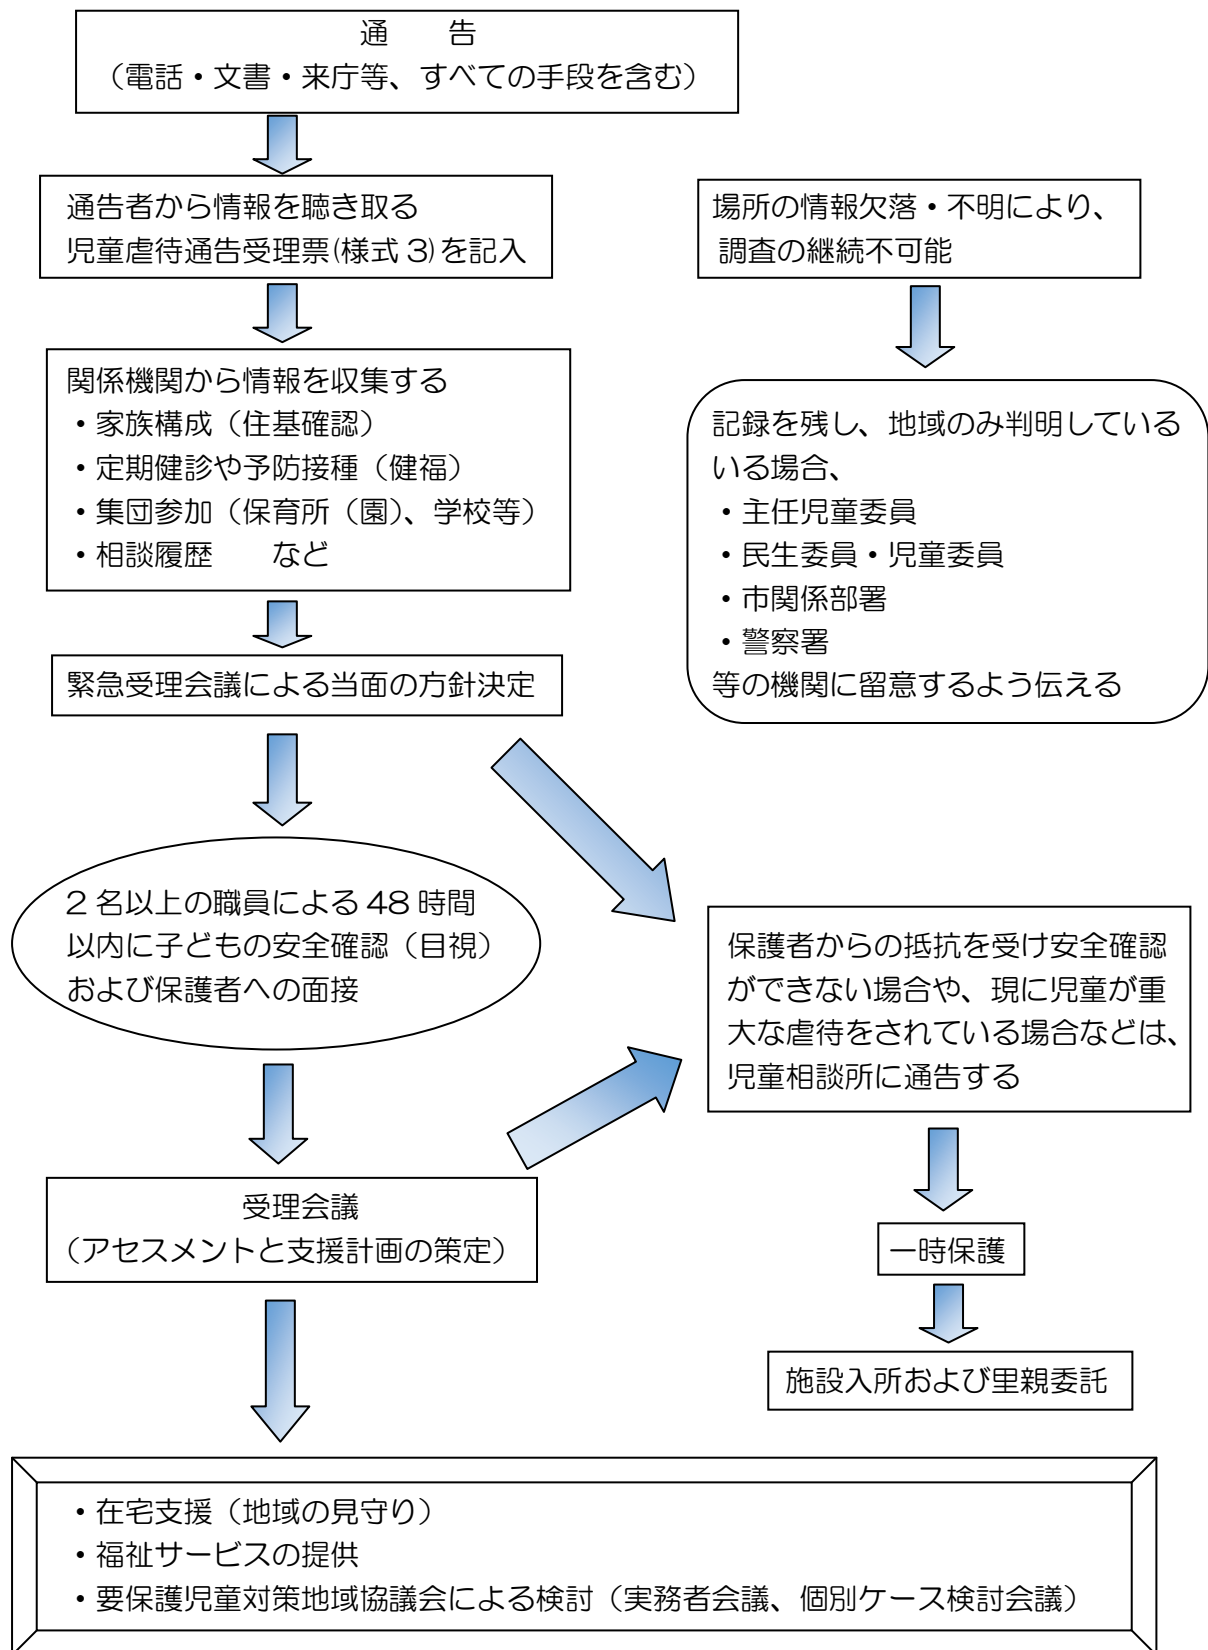 通　　告
（電話・文書・来庁等、すべての手段を含む）
通告者から情報を聴き取る
児童虐待通告受理票(様式3)を記入
関係機関から情報を収集する
・家族構成（住基確認）
・定期健診や予防接種（健福）
・集団参加（保育所（園）、学校等）
・相談履歴　　など
緊急受理会議による当面の方針決定
2名以上の職員による48時間
以内に子どもの安全確認（目視）
および保護者への面接
受理会議
（アセスメントと支援計画の策定）
場所の情報欠落・不明により、
調査の継続不可能
記録を残し、地域のみ判明している
いる場合、
・主任児童委員
・民生委員・児童委員
・市関係部署
・警察署
等の機関に留意するよう伝える
保護者からの抵抗を受け安全確認
ができない場合や、現に児童が重
大な虐待をされている場合などは、
児童相談所に通告する
一時保護
施設入所および里親委託
・在宅支援（地域の見守り）
・福祉サービスの提供
・要保護児童対策地域協議会による検討（実務者会議、個別ケース検討会議）